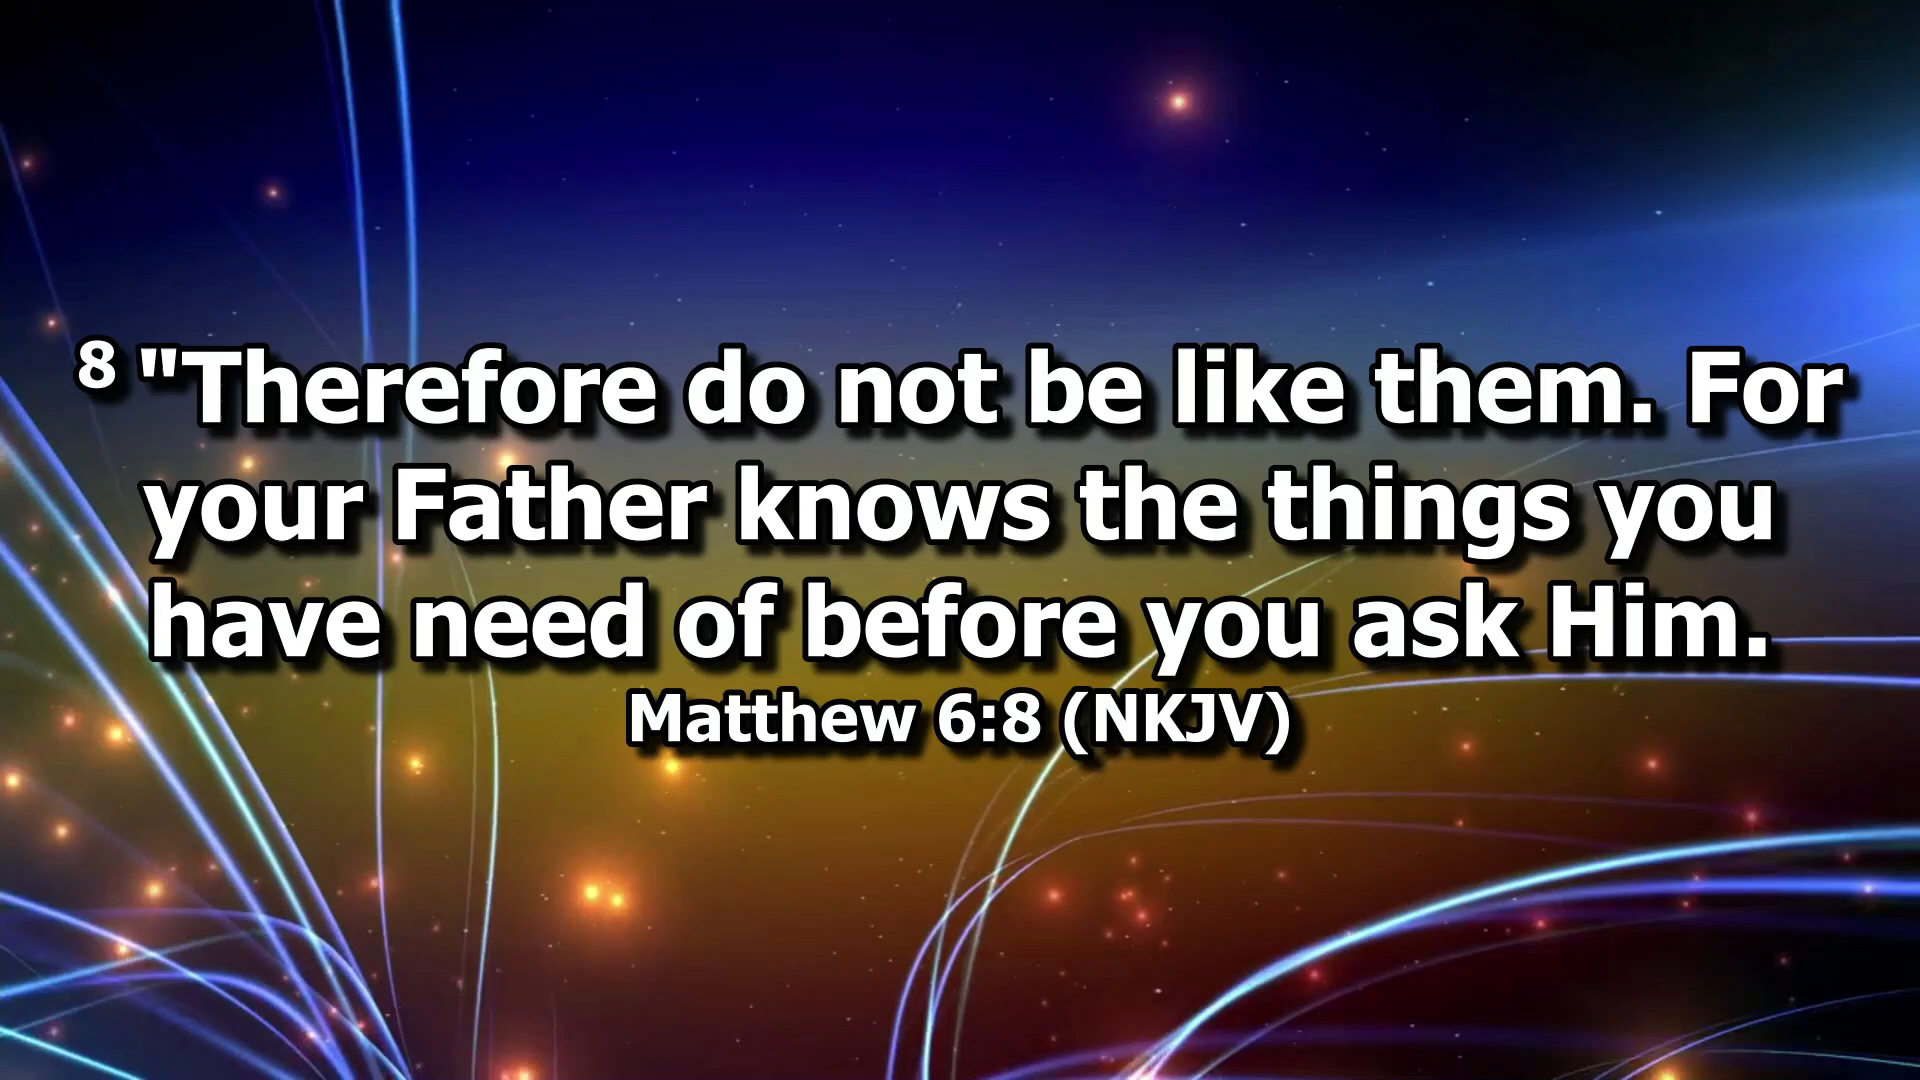 8 "Therefore do not be like them. For
your Father knows the things you
have need of before you ask Him.
Matthew 6:8 (NKJV)